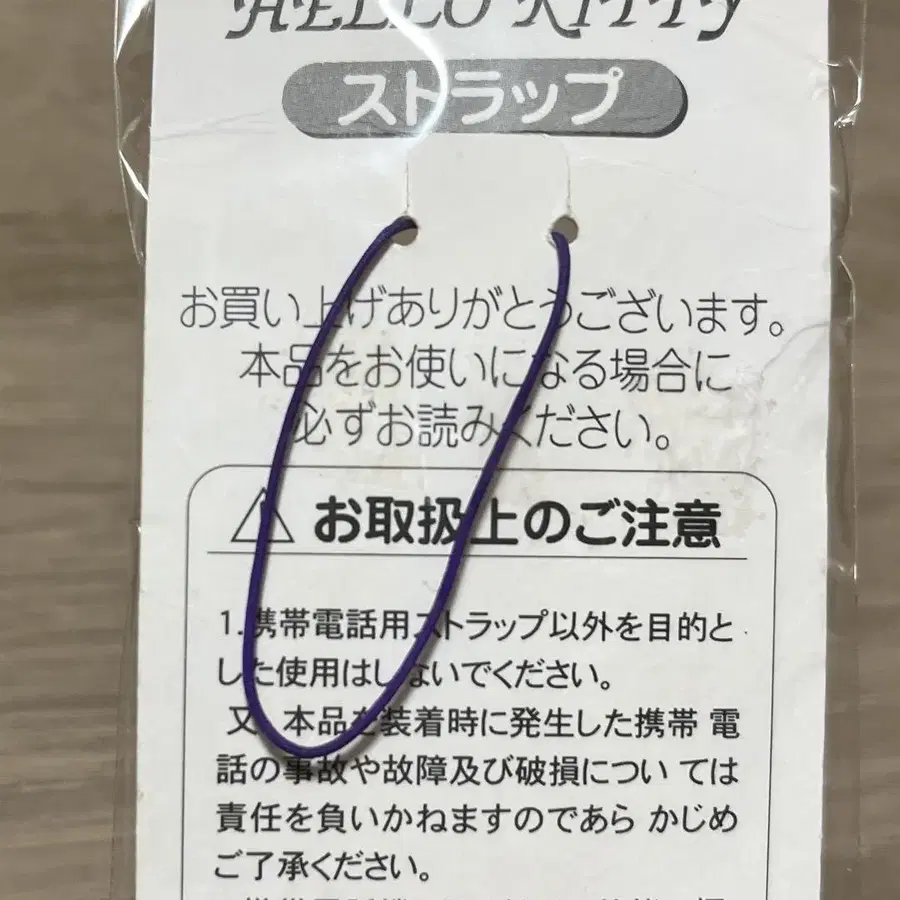 HELLO KITTY
ストラップ
お買い上げありがとうございます。
本品をお使いになる場合に
必ずお読みください。
お取扱上のご注意
1.携帯電話用ストラップ以外を目的と
した使用はしないでください。
又、本品を装着時に発生した携帯 電
話の事故や故障及び破損につい ては
責任を負いかねますのであら かじめ
ご了承ください。